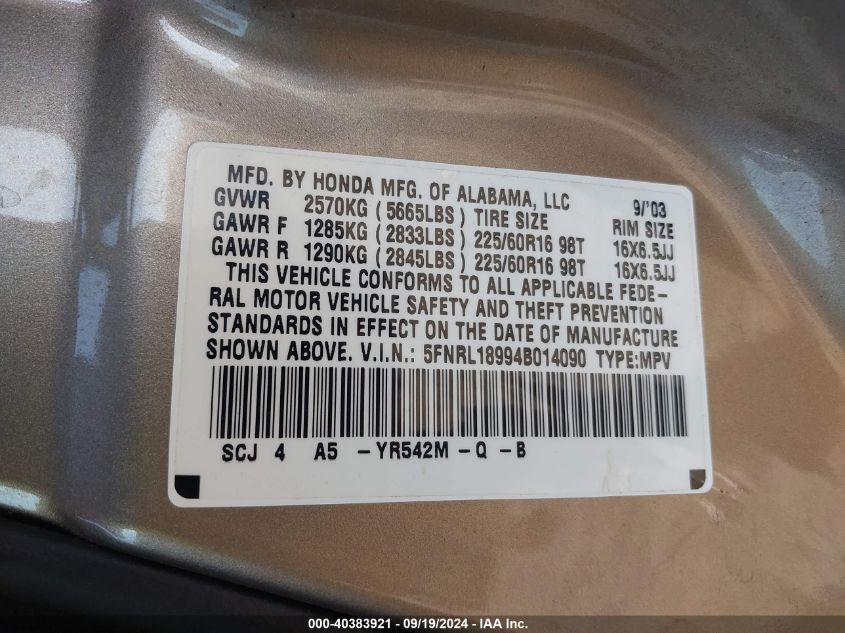 MFD. BY HONDA MFG. OF ALABAMA, LLC 9/'03
GVWR 2570KG (5665LBS) TIRE SIZE RIM SIZE
GAWR F 1285KG (2833LBS) 225/60R16 98T 16X6.5JJ
GAWR R 1290KG (2845LBS) 225/60R16 98T 16X6.5JJ
THIS VEHICLE CONFORMS TO ALL APPLICABLE FEDE-
RAL MOTOR VEHICLE SAFETY AND THEFT PREVENTION
STANDARDS IN EFFECT ON THE DATE OF MANUFACTURE
SHOWN ABOVE. V.I.N.: 5FNRL18994B014090 TYPE:MPV
SCJ 4 A5 -YR542M -Q -B
000-40383921 - 09/19/2024 - IAA Inc. Copyright